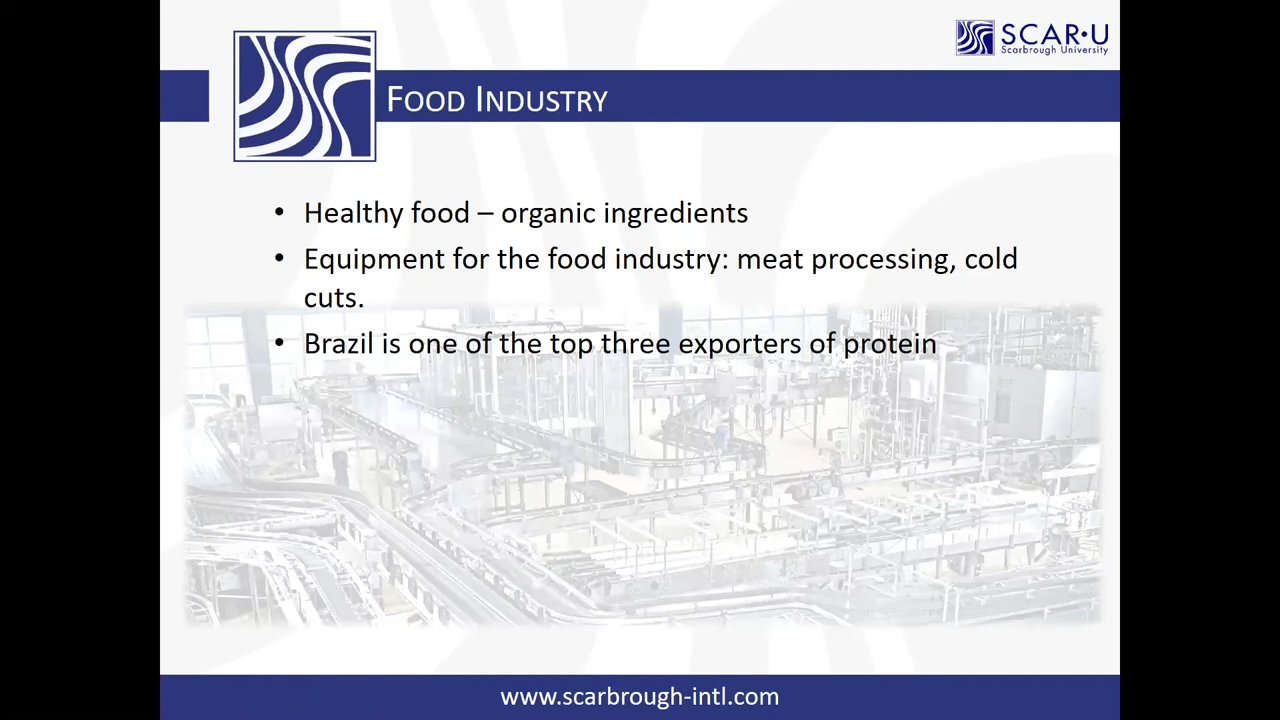 SCAR•U
Scarbrough University
FOOD INDUSTRY
• Healthy food – organic ingredients
• Equipment for the food industry: meat processing, cold
cuts.
• Brazil is one of the top three exporters of protein
www.scarbrough-intl.com